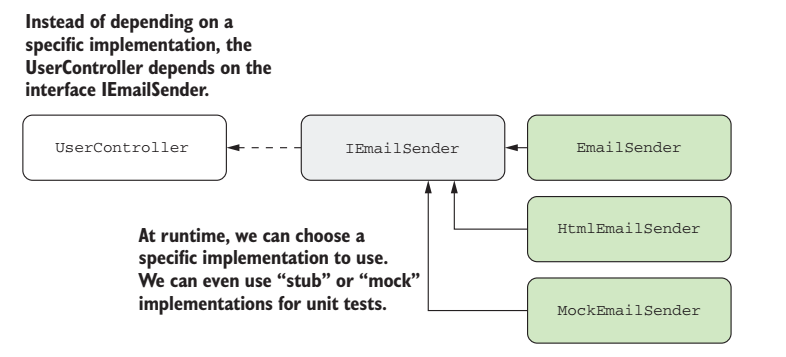 Instead of depending on a
specific implementation, the
UserController depends on the
interface IEmailSender.
UserController
IEmailSender
EmailSender
HtmlEmailSender
At runtime, we can choose a
specific implementation to use.
We can even use “stub” or “mock”
implementations for unit tests.
MockEmailSender